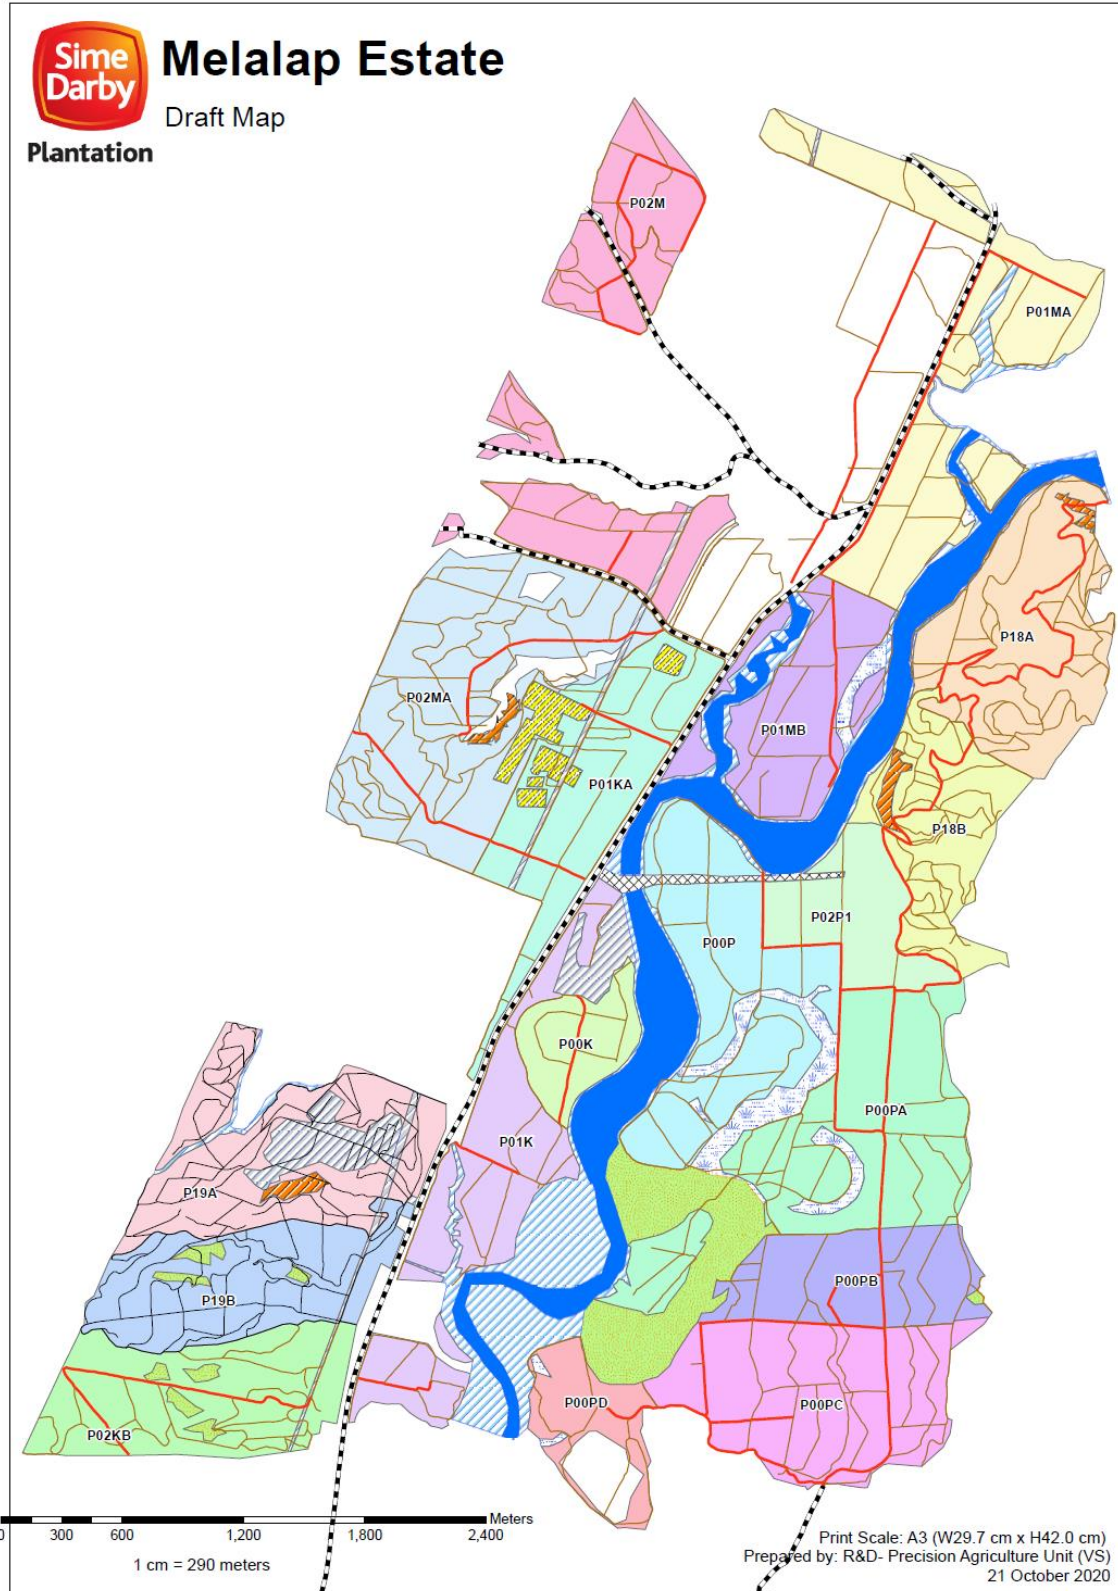 Sime
Darby
Plantation
Melalap Estate
Draft Map
P02M
P01MA
P18A
P02MA
P01MB
P01KA
P18B
P02P1
P00P
P00K
P00PA
P01K
P19A
P00PB
P19B
P00PD
P00PC
P02KB
0 300 600 1,200 1,800 2,400 Meters
1 cm = 290 meters
Print Scale: A3 (W29.7 cm x H42.0 cm)
Prepared by: R&D- Precision Agriculture Unit (VS)
21 October 2020